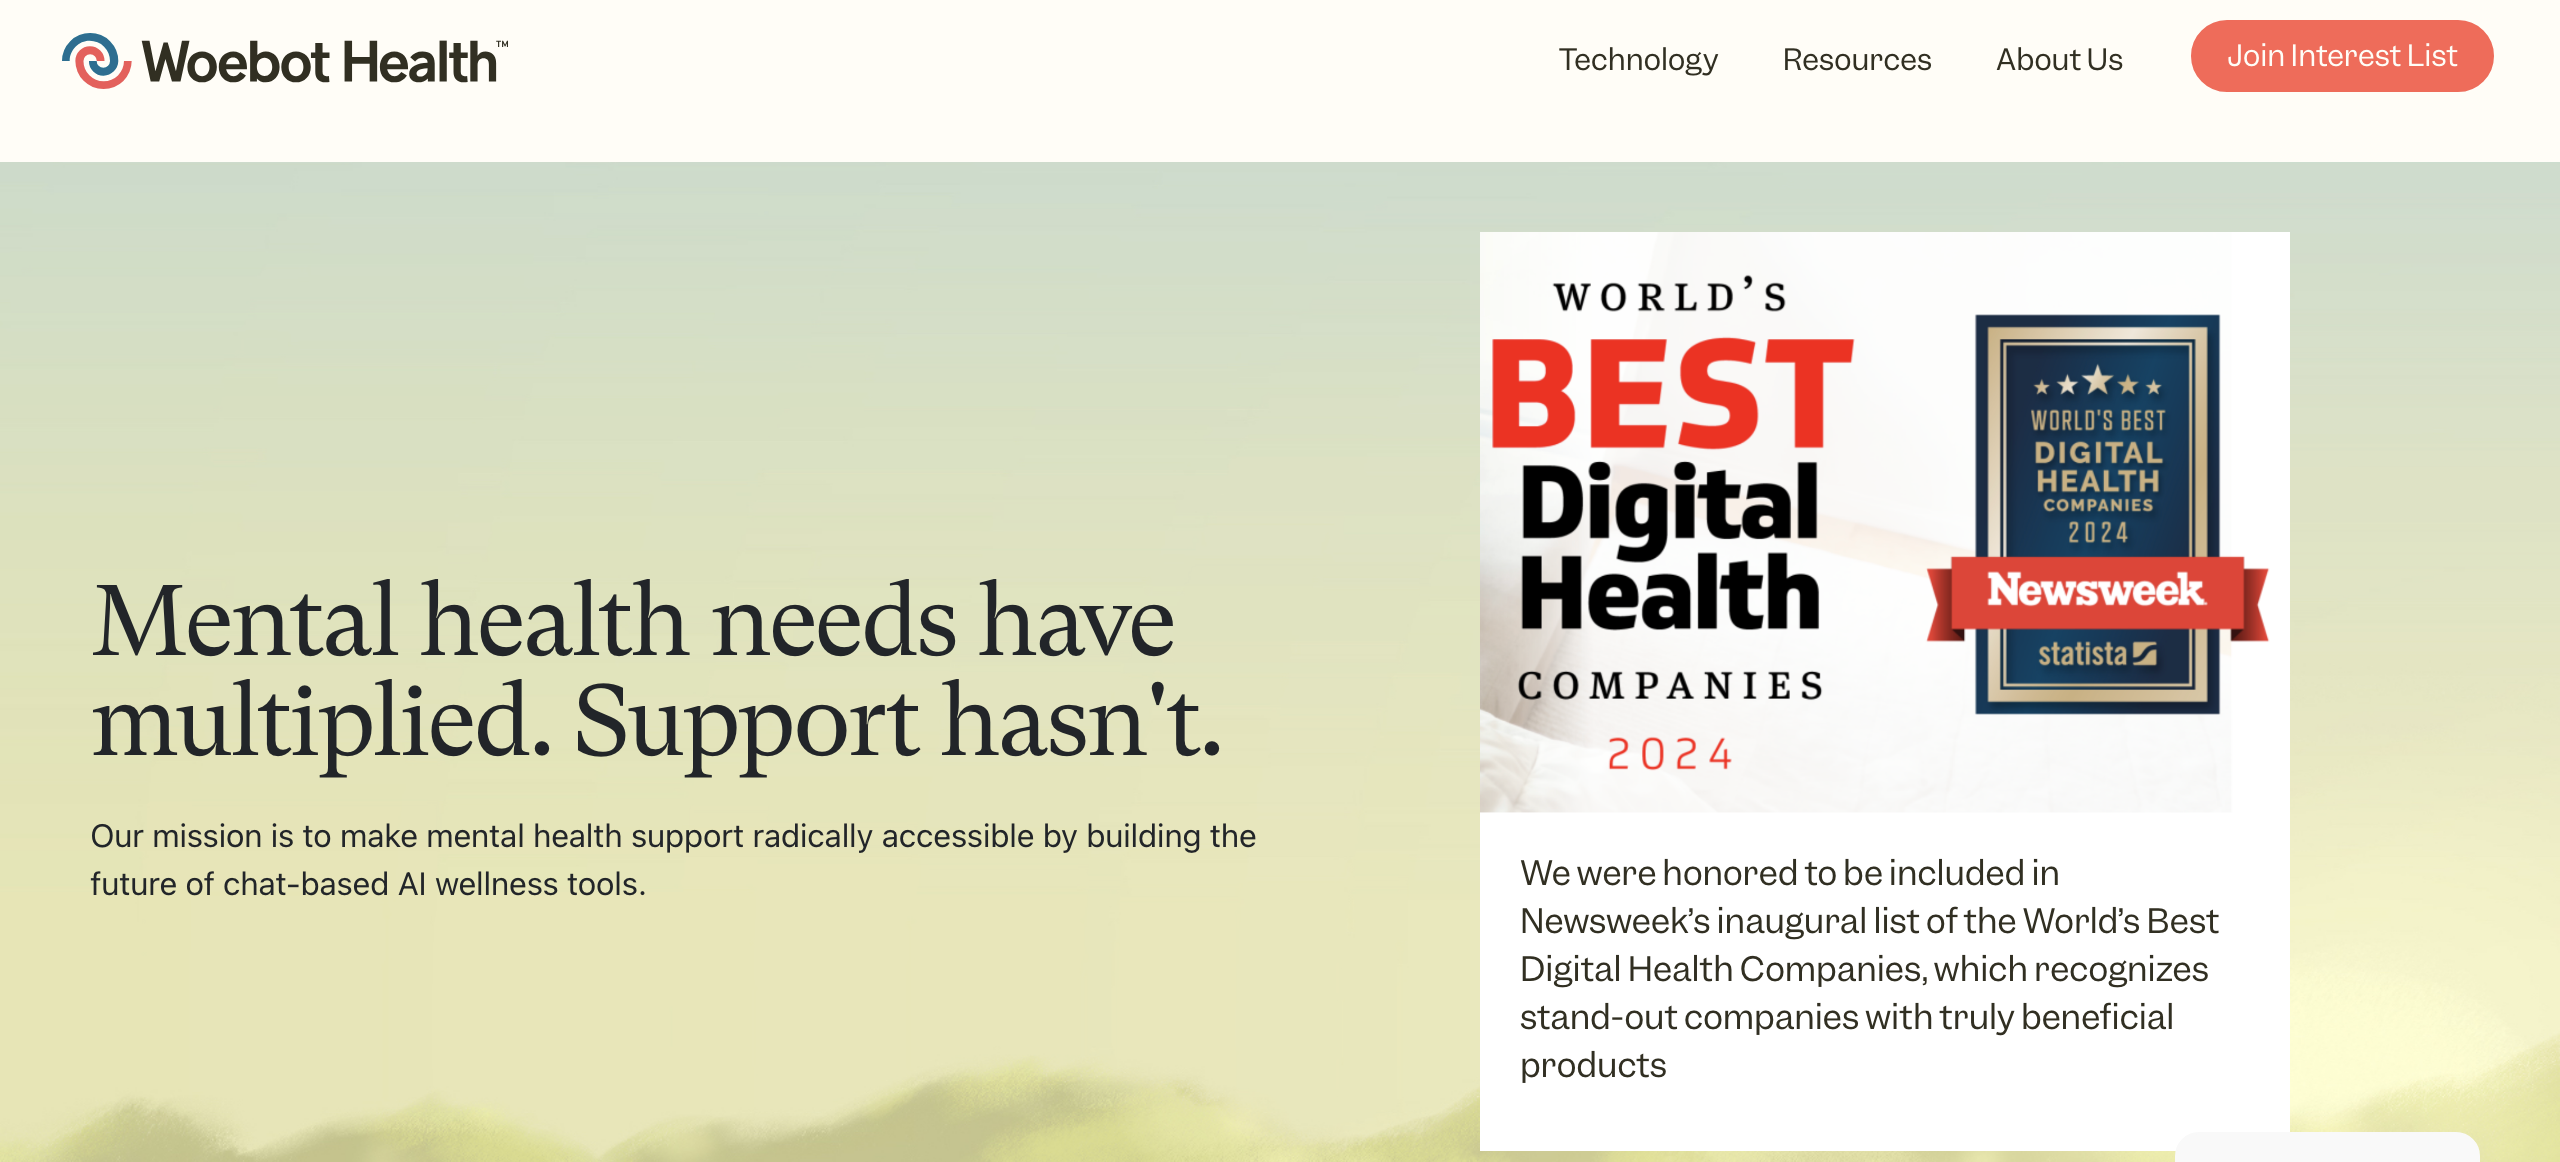 Woebot Health™
Technology
Resources
About Us
Join Interest List
Mental health needs have
multiplied. Support hasn't.
Our mission is to make mental health support radically accessible by building the
future of chat-based AI wellness tools.
WORLD’S
BEST
Digital
Health
COMPANIES
2024
WORLD'S BEST
DIGITAL
HEALTH
COMPANIES
2024
Newsweek
statista
We were honored to be included in
Newsweek’s inaugural list of the World’s Best
Digital Health Companies, which recognizes
stand-out companies with truly beneficial
products